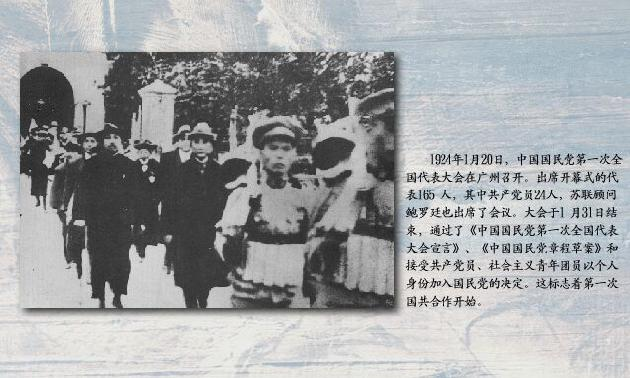 1924年1月20日，中国国民党第一次全
国代表大会在广州召开。出席开幕式的代
表165 人，其中共产党员24人，苏联顾问
鲍罗廷也出席了会议。大会于1 月31日结
束，通过了《中国国民党第一次全国代表
大会宣言》、《中国国民党章程草案》和
接受共产党员、社会主义青年团员以个人
身份加入国民党的决定。这标志着第一次
国共合作开始。